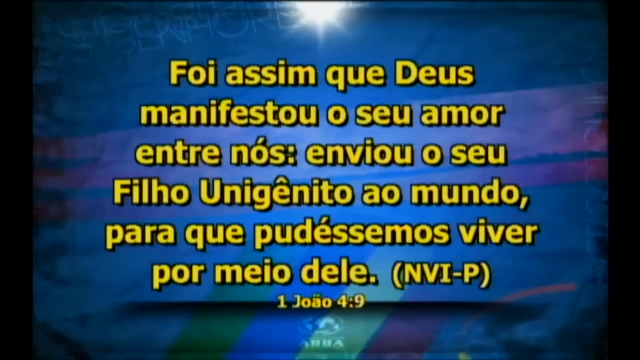 Foi assim que Deus
manifestou o seu amor
entre nós: enviou o seu
Filho Unigênito ao mundo,
para que pudéssemos viver
por meio dele. (NVI-P)
1 João 4:9
ABBA